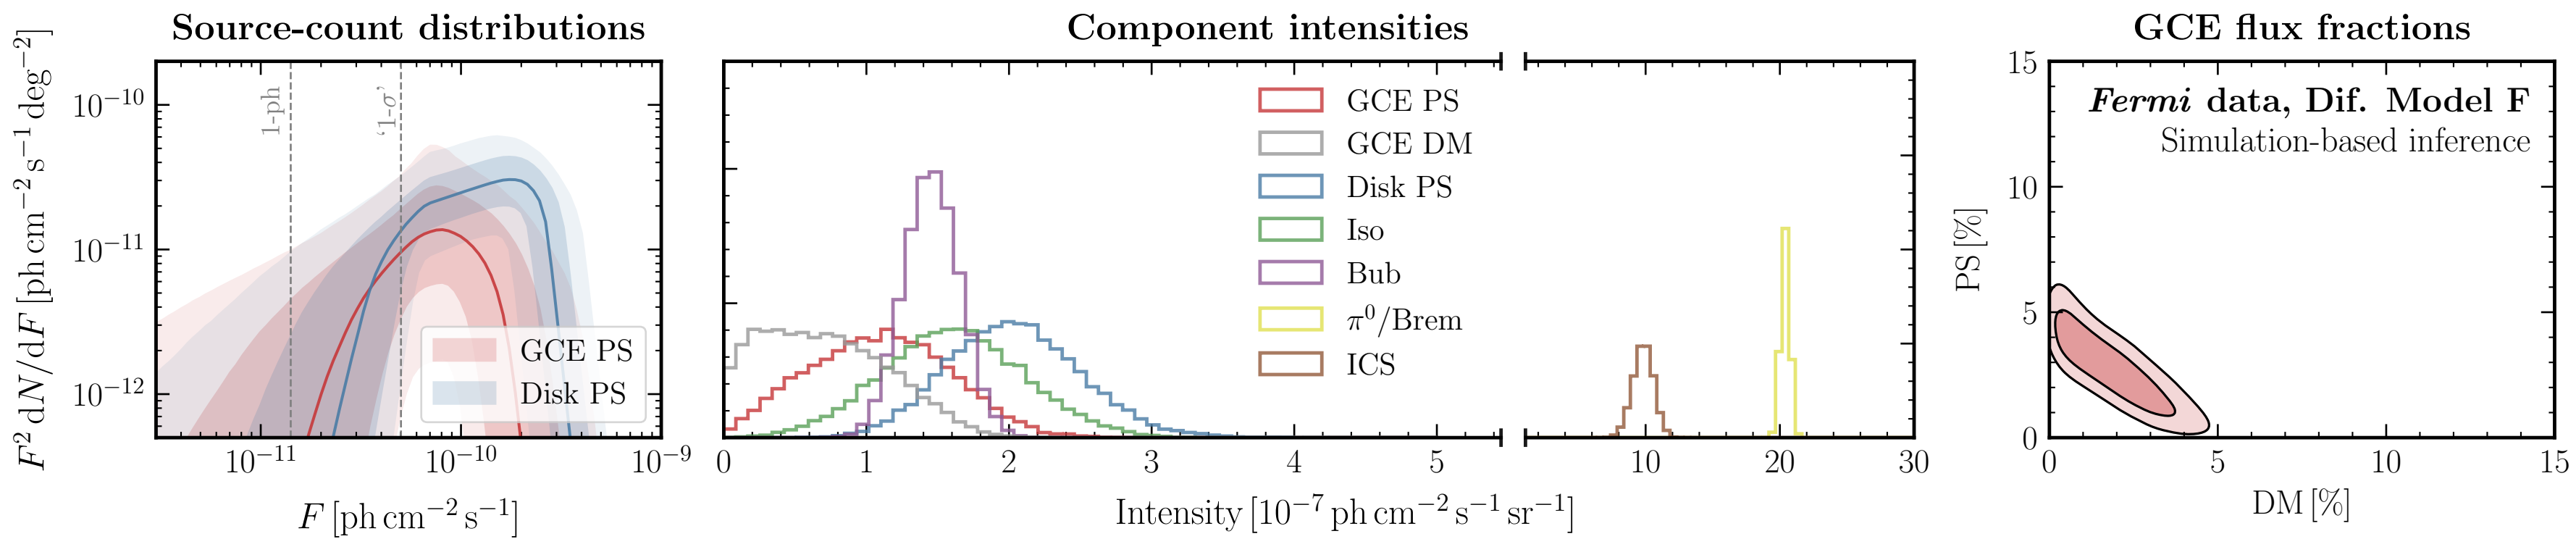 Source-count distributions
F² dN/dF [ph cm⁻² s⁻¹ deg⁻²]
10⁻¹⁰
10⁻¹¹
10⁻¹²
1-ph
‘1-σ’
GCE PS
Disk PS
10⁻¹¹ 10⁻¹⁰ 10⁻⁹
F [ph cm⁻² s⁻¹]
Component intensities
GCE PS
GCE DM
Disk PS
Iso
Bub
π⁰/Brem
ICS
0 1 2 3 4 5 10 20 30
Intensity [10⁻⁷ ph cm⁻² s⁻¹ sr⁻¹]
GCE flux fractions
Fermi data, Dif. Model F
Simulation-based inference
PS [%]
15
10
5
0
0 5 10 15
DM [%]